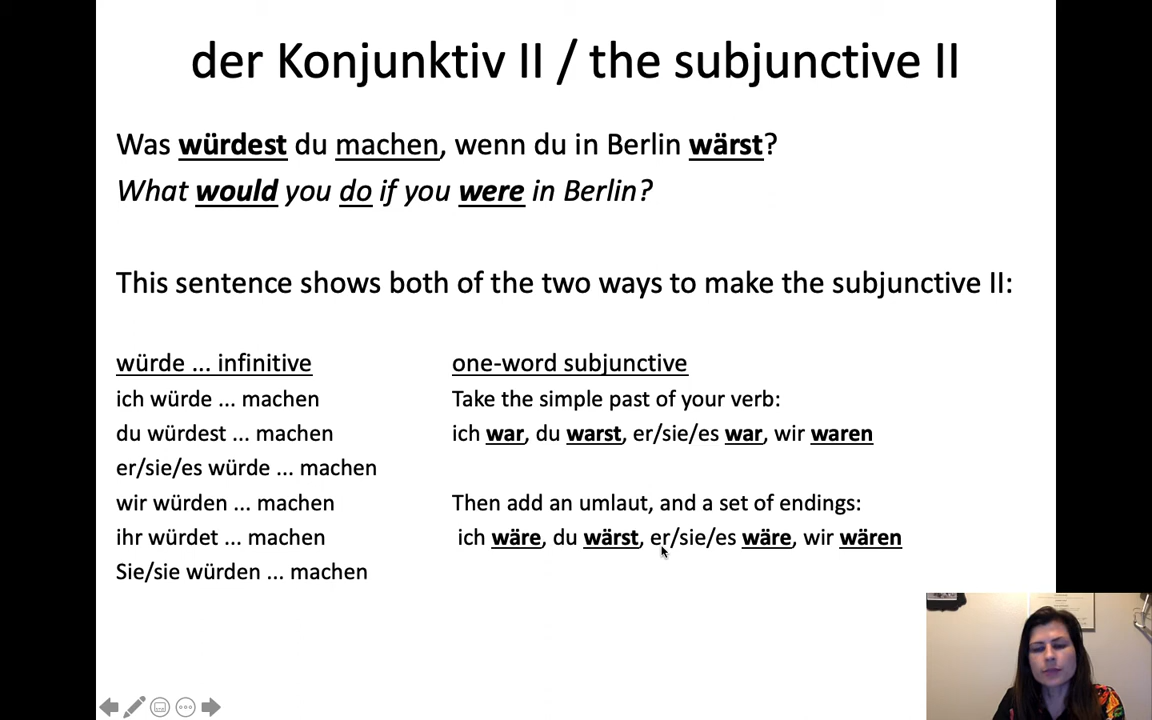 der Konjunktiv II / the subjunctive II
Was würdest du machen, wenn du in Berlin wärst?
What would you do if you were in Berlin?
This sentence shows both of the two ways to make the subjunctive II:
würde ... infinitive
ich würde ... machen
du würdest ... machen
er/sie/es würde ... machen
wir würden ... machen
ihr würdet ... machen
Sie/sie würden ... machen
one-word subjunctive
Take the simple past of your verb:
ich war, du warst, er/sie/es war, wir waren
Then add an umlaut, and a set of endings:
ich wäre, du wärst, er/sie/es wäre, wir wären